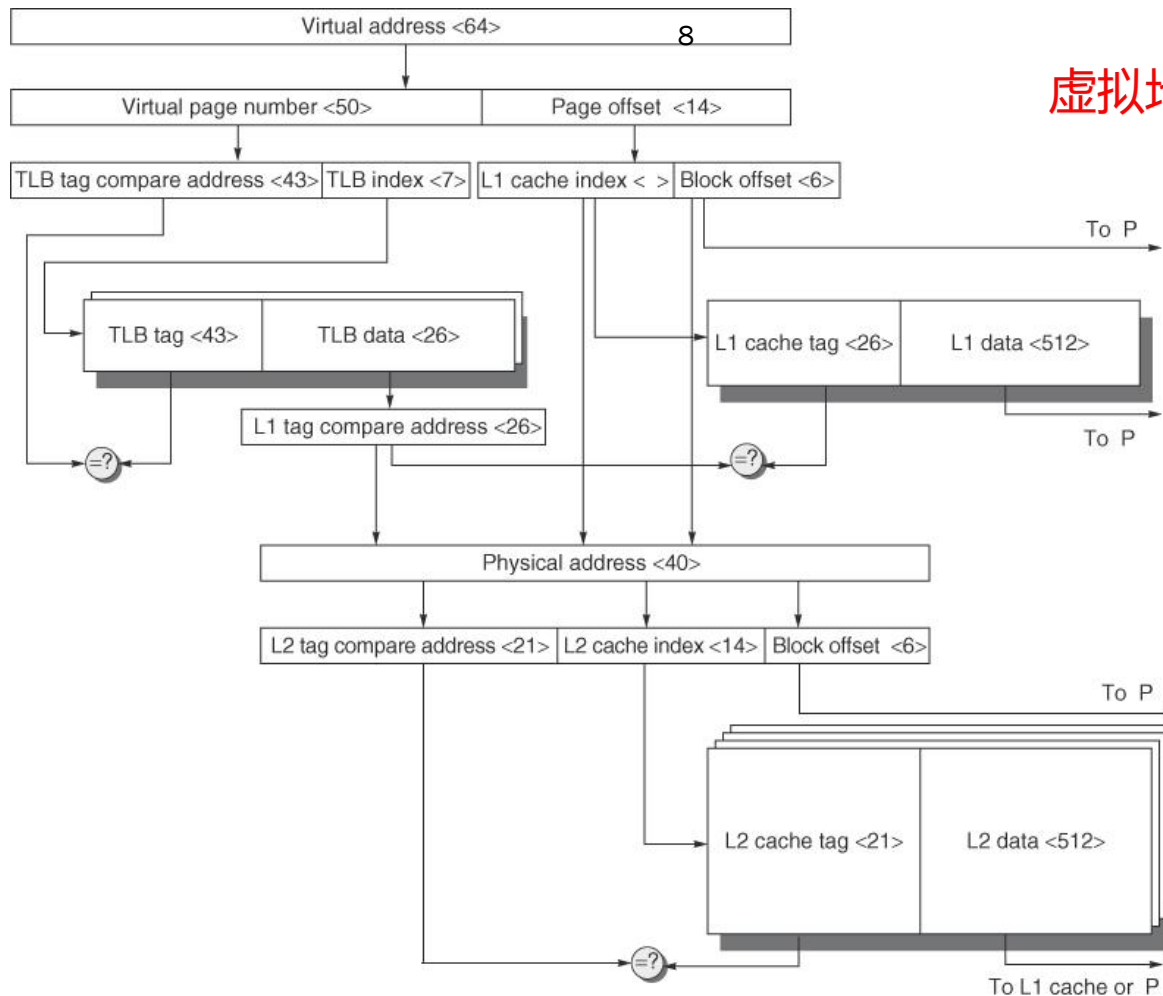 Virtual address <64>
8
虚拟
Virtual page number <50>
Page offset <14>
TLB tag compare address <43>
TLB index <7>
L1 cache index < >
Block offset <6>
To P
TLB tag <43>
TLB data <26>
L1 cache tag <26>
L1 data <512>
L1 tag compare address <26>
To P
=?
=?
Physical address <40>
L2 tag compare address <21>
L2 cache index <14>
Block offset <6>
To P
L2 cache tag <21>
L2 data <512>
=?
To L1 cache or P